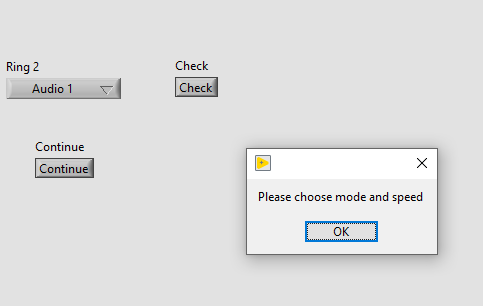 Ring 2
Audio 1
Check
Check
Continue
Continue
Please choose mode and speed
OK